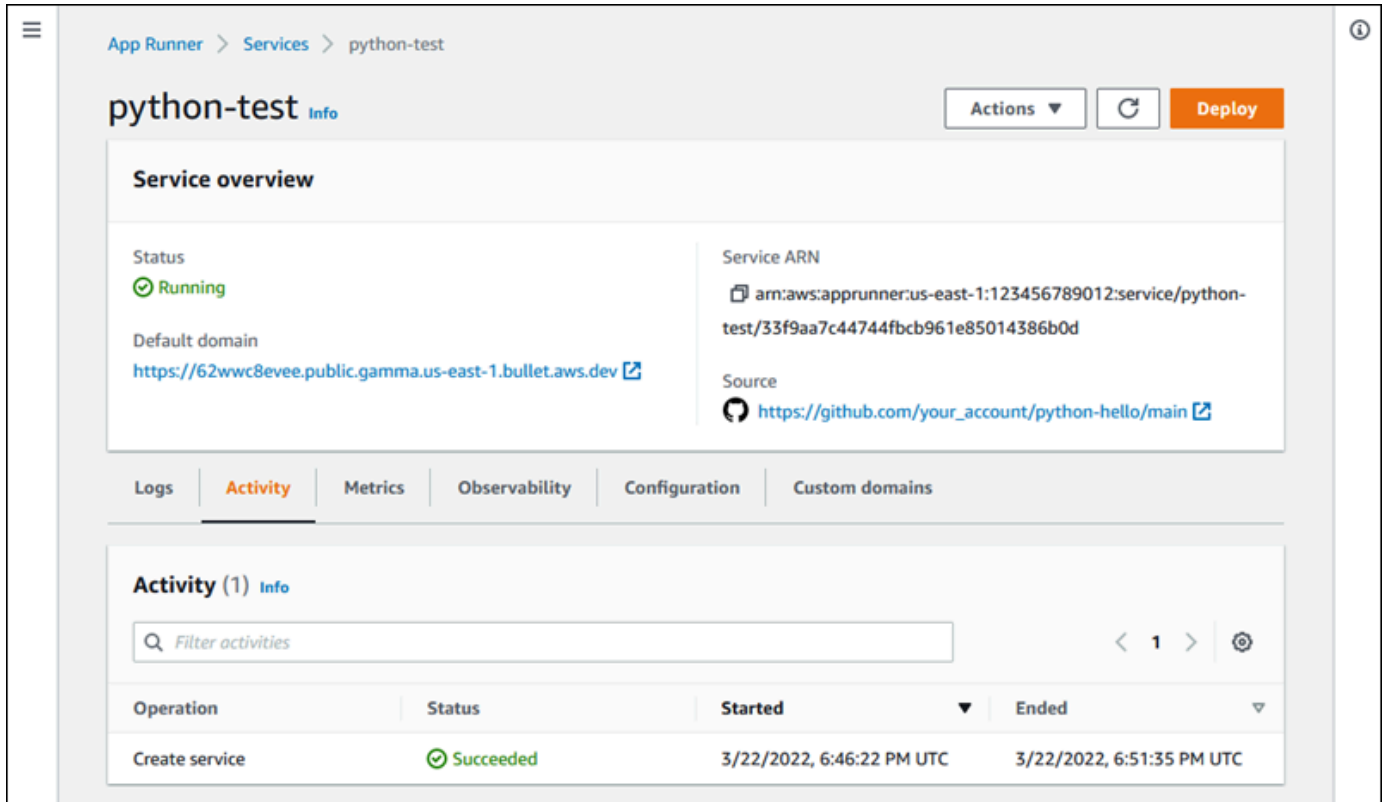 App Runner > Services > python-test
python-test Info
Actions ▼
Deploy
Service overview
Status
Running
Default domain
https://62wwc8evee.public.gamma.us-east-1.bullet.aws.dev
Service ARN
arn:aws:apprunner:us-east-1:123456789012:service/python-
test/33f9aa7c44744fbcb961e85014386b0d
Source
https://github.com/your_account/python-hello/main
Logs Activity Metrics Observability Configuration Custom domains
Activity (1) Info
Filter activities
< 1 >
Operation Status Started Ended
Create service Succeeded 3/22/2022, 6:46:22 PM UTC 3/22/2022, 6:51:35 PM UTC